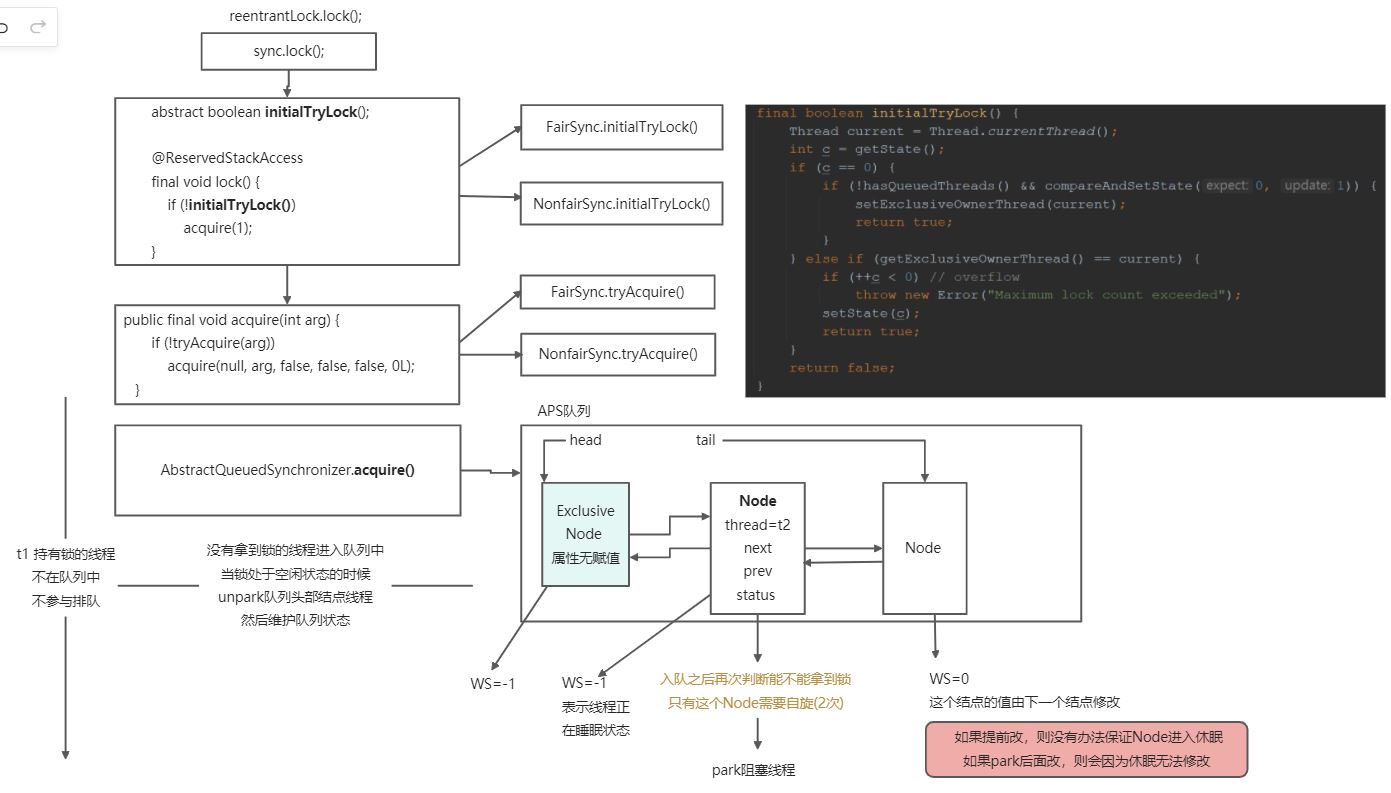 reentrantLock.lock();
sync.lock();
abstract boolean initialTryLock();
@ReservedStackAccess
final void lock() {
if (!initialTryLock())
acquire(1);
}
FairSync.initialTryLock()
NonfairSync.initialTryLock()
final boolean initialTryLock() {
Thread current = Thread.currentThread();
int c = getState();
if (c == 0) {
if (!hasQueuedThreads() && compareAndSetState( expect: 0, update: 1)) {
setExclusiveOwnerThread(current);
return true;
}
} else if (getExclusiveOwnerThread() == current) {
if (++c < 0) // overflow
throw new Error("Maximum lock count exceeded");
setState(c);
return true;
}
return false;
}
public final void acquire(int arg) {
if (!tryAcquire(arg))
acquire(null, arg, false, false, false, 0L);
}
FairSync.tryAcquire()
NonfairSync.tryAcquire()
APS队列
AbstractQueuedSynchronizer.acquire()
head
tail
Exclusive
Node
属性无赋值
Node
thread=t2
next
prev
status
Node
t1 持有锁的线程
不在队列中
不参与排队
没有拿到锁的线程进入队列中
当锁处于空闲状态的时候
unpark队列头部结点线程
然后维护队列状态
WS=-1
WS=-1
表示线程正
在睡眠状态
入队之后再次判断能不能拿到锁
只有这个Node需要自旋(2次)
park阻塞线程
WS=0
这个结点的值由下一个结点修改
如果提前改，则没有办法保证Node进入休眠
如果park后面改，则会因为休眠无法修改